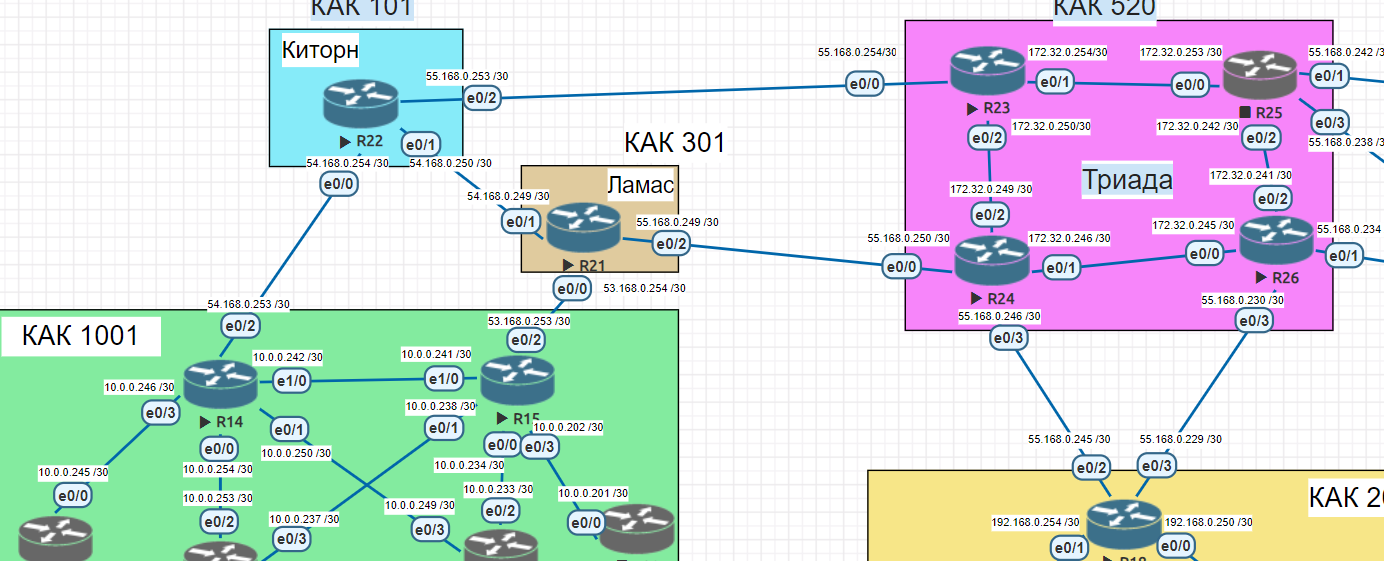 КАК 101
КАК 520
Киторн
55.168.0.253 /30
e0/2
R22
e0/1
54.168.0.254 /30
54.168.0.250 /30
e0/0
КАК 301
Ламас
54.168.0.249 /30
e0/1
55.168.0.249 /30
e0/2
R21
e0/0
53.168.0.254 /30
55.168.0.254/30
e0/0
172.32.0.254/30
e0/1
R23
e0/2
172.32.0.250/30
172.32.0.253 /30
e0/0
R25
55.168.0.242 /3
e0/1
e0/3
55.168.0.238 /3
172.32.0.242 /30
e0/2
Триада
172.32.0.241 /30
e0/2
172.32.0.249 /30
e0/2
55.168.0.250 /30
e0/0
172.32.0.246 /30
e0/1
R24
172.32.0.245 /30
e0/0
55.168.0.234
e0/1
R26
55.168.0.246 /30
e0/3
55.168.0.230 /30
e0/3
КАК 1001
54.168.0.253 /30
e0/2
53.168.0.253 /30
e0/2
10.0.0.242 /30
e1/0
10.0.0.241 /30
e1/0
10.0.0.246 /30
e0/3
R14
e0/1
10.0.0.250 /30
e0/0
10.0.0.254 /30
10.0.0.238 /30
e0/1
R15
e0/0
e0/3
10.0.0.202 /30
10.0.0.234 /30
10.0.0.245 /30
e0/0
10.0.0.253 /30
e0/2
10.0.0.237 /30
e0/3
10.0.0.249 /30
e0/3
10.0.0.233 /30
e0/2
10.0.0.201 /30
e0/0
55.168.0.245 /30
e0/2
55.168.0.229 /30
e0/3
КАК 20
192.168.0.254 /30
e0/1
192.168.0.250 /30
e0/0
R18